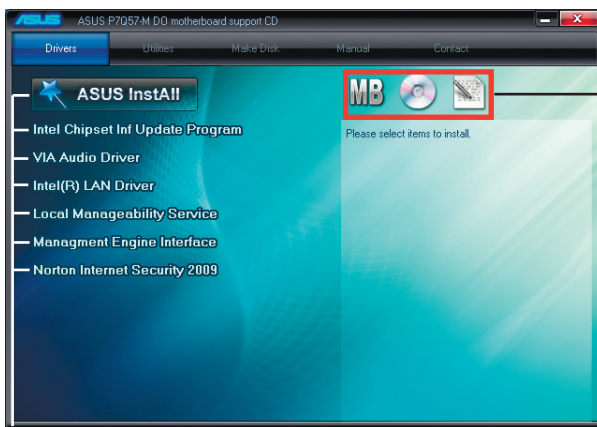 ASUS ASUS P7Q57-M DO motherboard support CD
Drivers Utilities Make Disk Manual Contact
ASUS InstAll
MB
Intel Chipset Inf Update Program
Please select items to install.
VIA Audio Driver
Intel(R) LAN Driver
Local Manageability Service
Managment Engine Interface
Norton Internet Security 2009